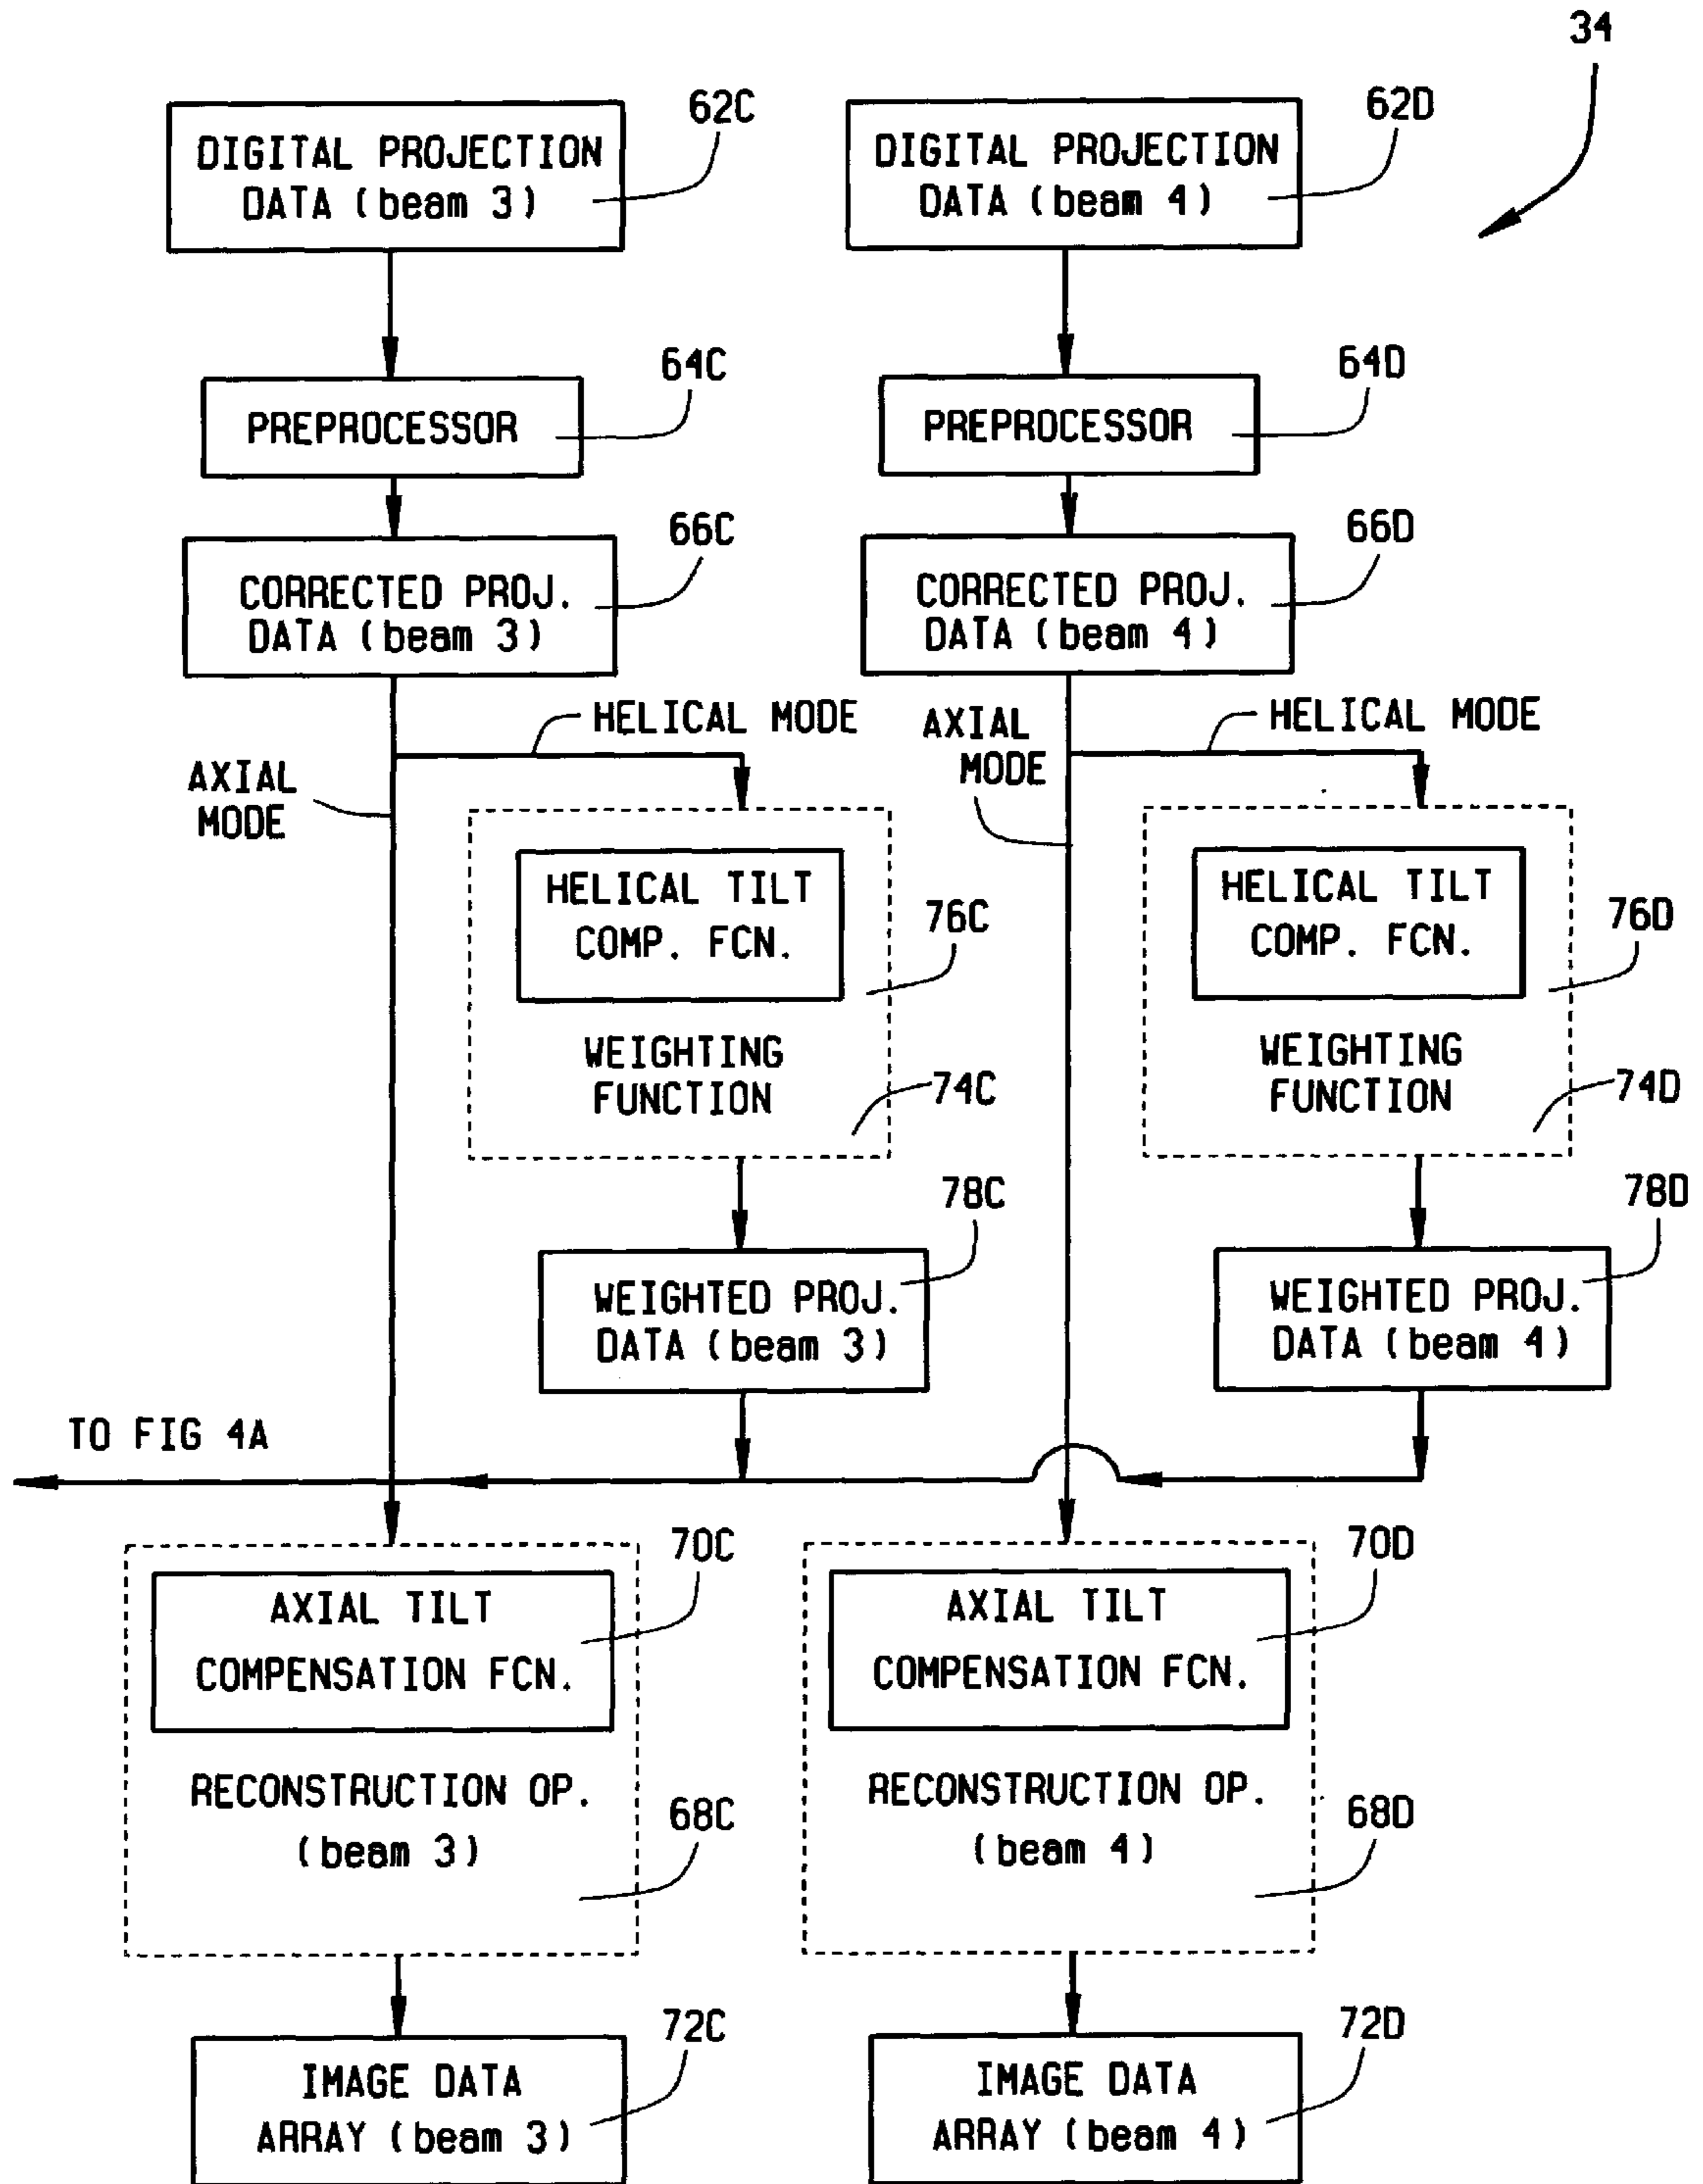 34
62C
62D
DIGITAL PROJECTION
DATA (beam 3)
DIGITAL PROJECTION
DATA (beam 4)
64C
64D
PREPROCESSOR
PREPROCESSOR
66C
66D
CORRECTED PROJ.
DATA (beam 3)
CORRECTED PROJ.
DATA (beam 4)
HELICAL MODE
AXIAL
MODE
HELICAL MODE
AXIAL
MODE
HELICAL TILT
COMP. FCN.
76C
HELICAL TILT
COMP. FCN.
76D
WEIGHTING
FUNCTION
74C
WEIGHTING
FUNCTION
74D
78C
78D
WEIGHTED PROJ.
DATA (beam 3)
WEIGHTED PROJ.
DATA (beam 4)
TO FIG 4A
70C
70D
AXIAL TILT
COMPENSATION FCN.
AXIAL TILT
COMPENSATION FCN.
RECONSTRUCTION OP.
(beam 3)
68C
RECONSTRUCTION OP.
(beam 4)
68D
72C
72D
IMAGE DATA
ARRAY (beam 3)
IMAGE DATA
ARRAY (beam 4)